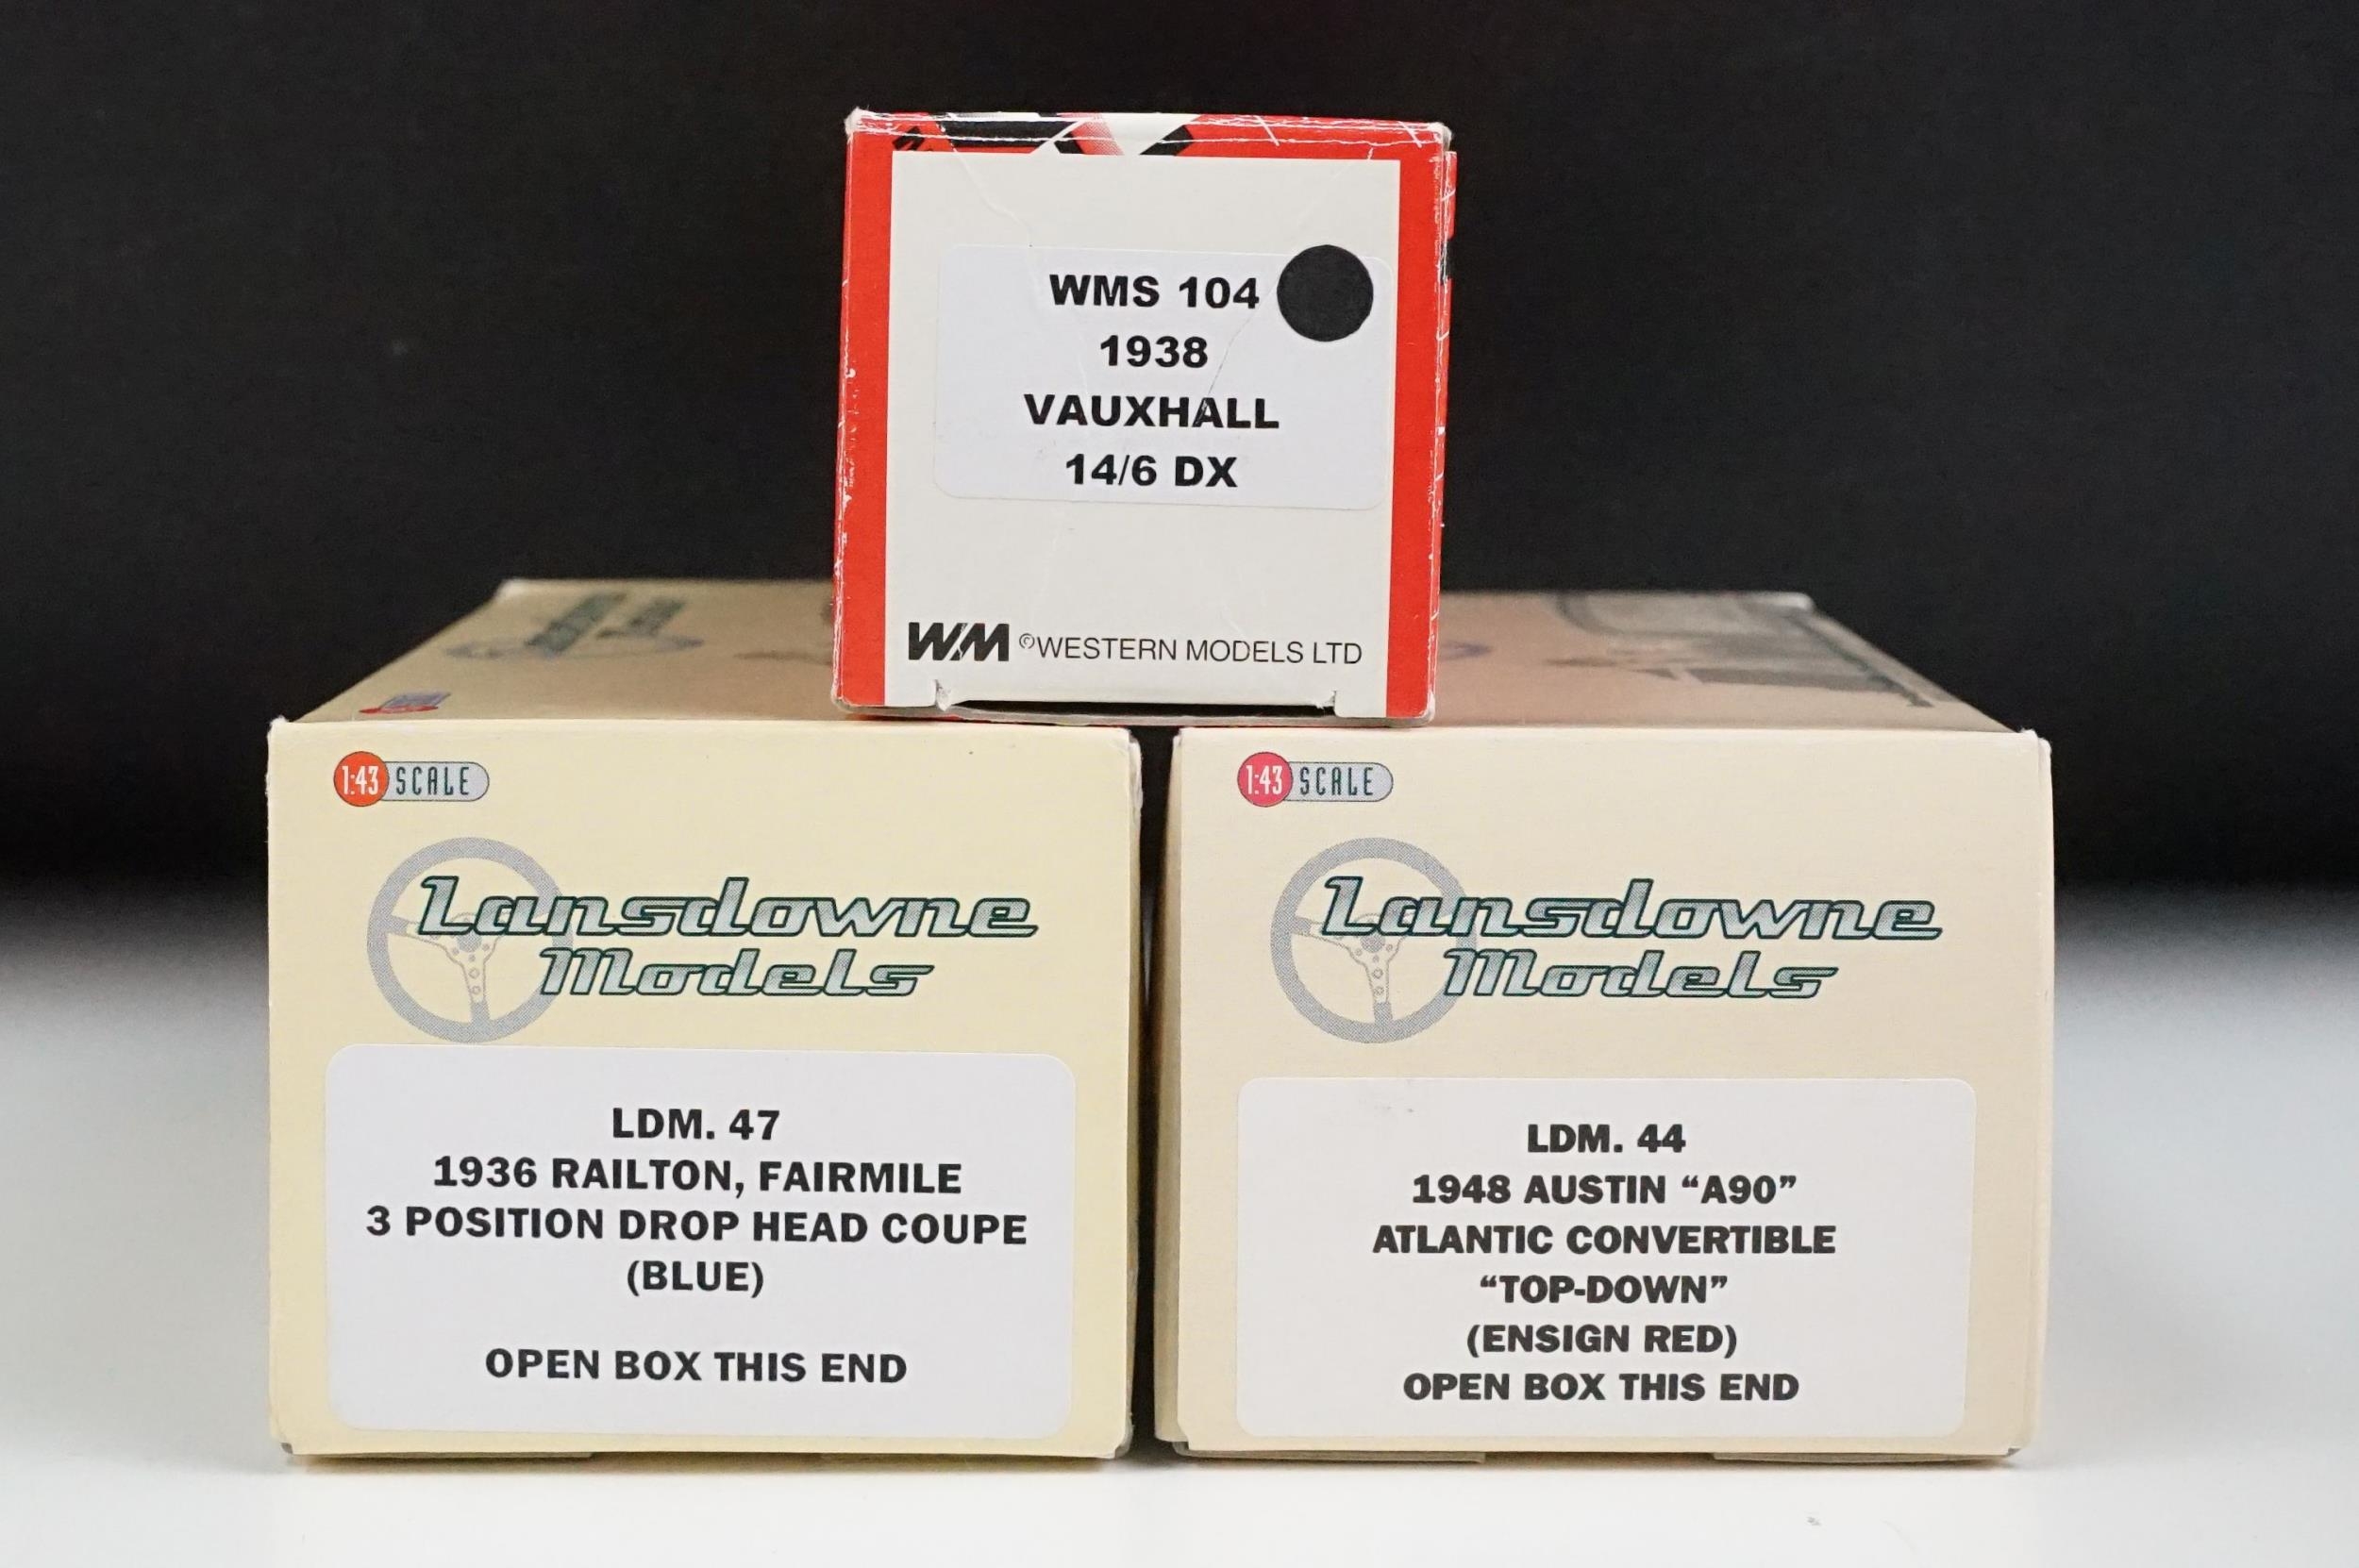 WMS 104
1938
VAUXHALL
14/6 DX
WM ©WESTERN MODELS LTD
1:43 SCALE
Lansdowne
Models
LDM. 47
1936 RAILTON, FAIRMILE
3 POSITION DROP HEAD COUPE
(BLUE)
OPEN BOX THIS END
1:43 SCALE
Lansdowne
Models
LDM. 44
1948 AUSTIN “A90”
ATLANTIC CONVERTIBLE
“TOP-DOWN”
(ENSIGN RED)
OPEN BOX THIS END